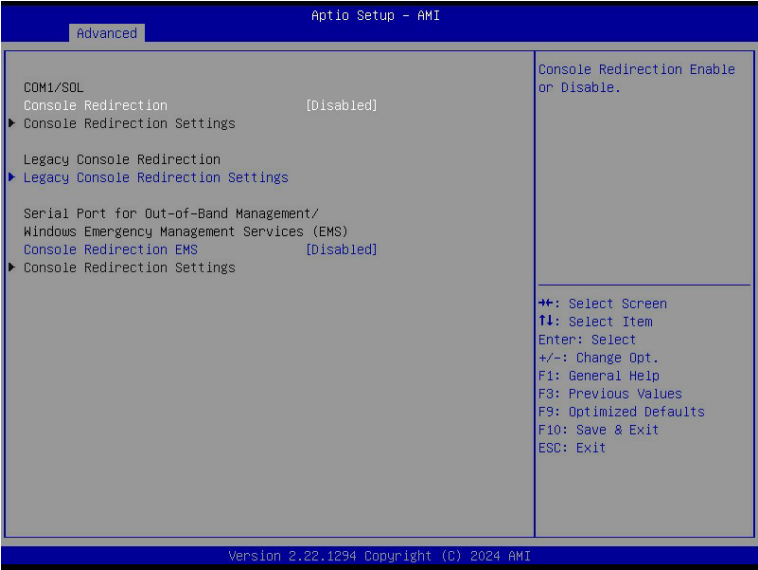 Aptio Setup – AMI
Advanced
COM1/SOL
Console Redirection [Disabled]
▶ Console Redirection Settings
Legacy Console Redirection
▶ Legacy Console Redirection Settings
Serial Port for Out-of-Band Management/
Windows Emergency Management Services (EMS)
Console Redirection EMS [Disabled]
▶ Console Redirection Settings
Console Redirection Enable
or Disable.
→←: Select Screen
↑↓: Select Item
Enter: Select
+/-: Change Opt.
F1: General Help
F3: Previous Values
F9: Optimized Defaults
F10: Save & Exit
ESC: Exit
Version 2.22.1294 Copyright (C) 2024 AMI